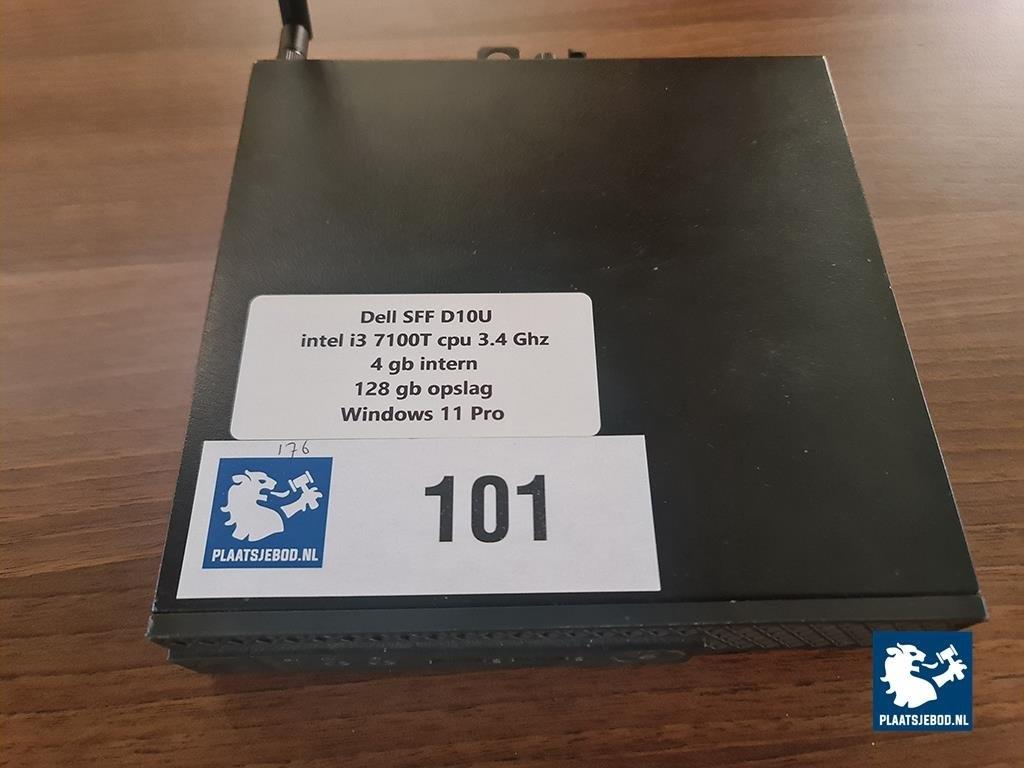 Dell SFF D10U
intel i3 7100T cpu 3.4 Ghz
4 gb intern
128 gb opslag
Windows 11 Pro
176
101
PLAATSJEBOD.NL
PLAATSJEBOD.NL